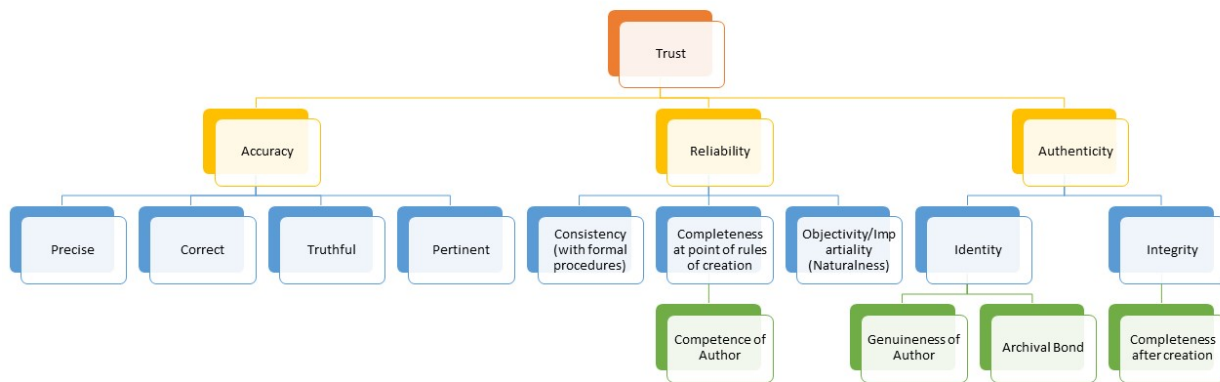 Trust
Accuracy
Reliability
Authenticity
Precise
Correct
Truthful
Pertinent
Consistency
(with formal
procedures)
Completeness
at point of rules
of creation
Objectivity/Imp
artiality
(Naturalness)
Identity
Integrity
Competence of
Author
Genuineness of
Author
Archival Bond
Completeness
after creation